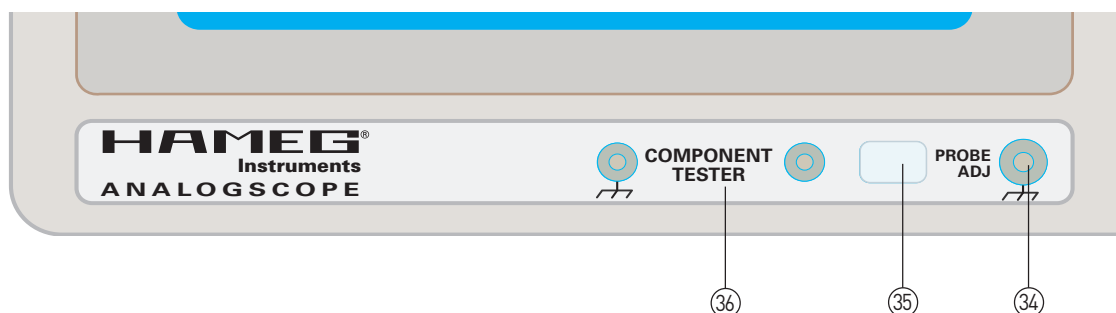 HAMEG®
Instruments
ANALOGSCOPE
COMPONENT
TESTER
PROBE
ADJ
36
35
34